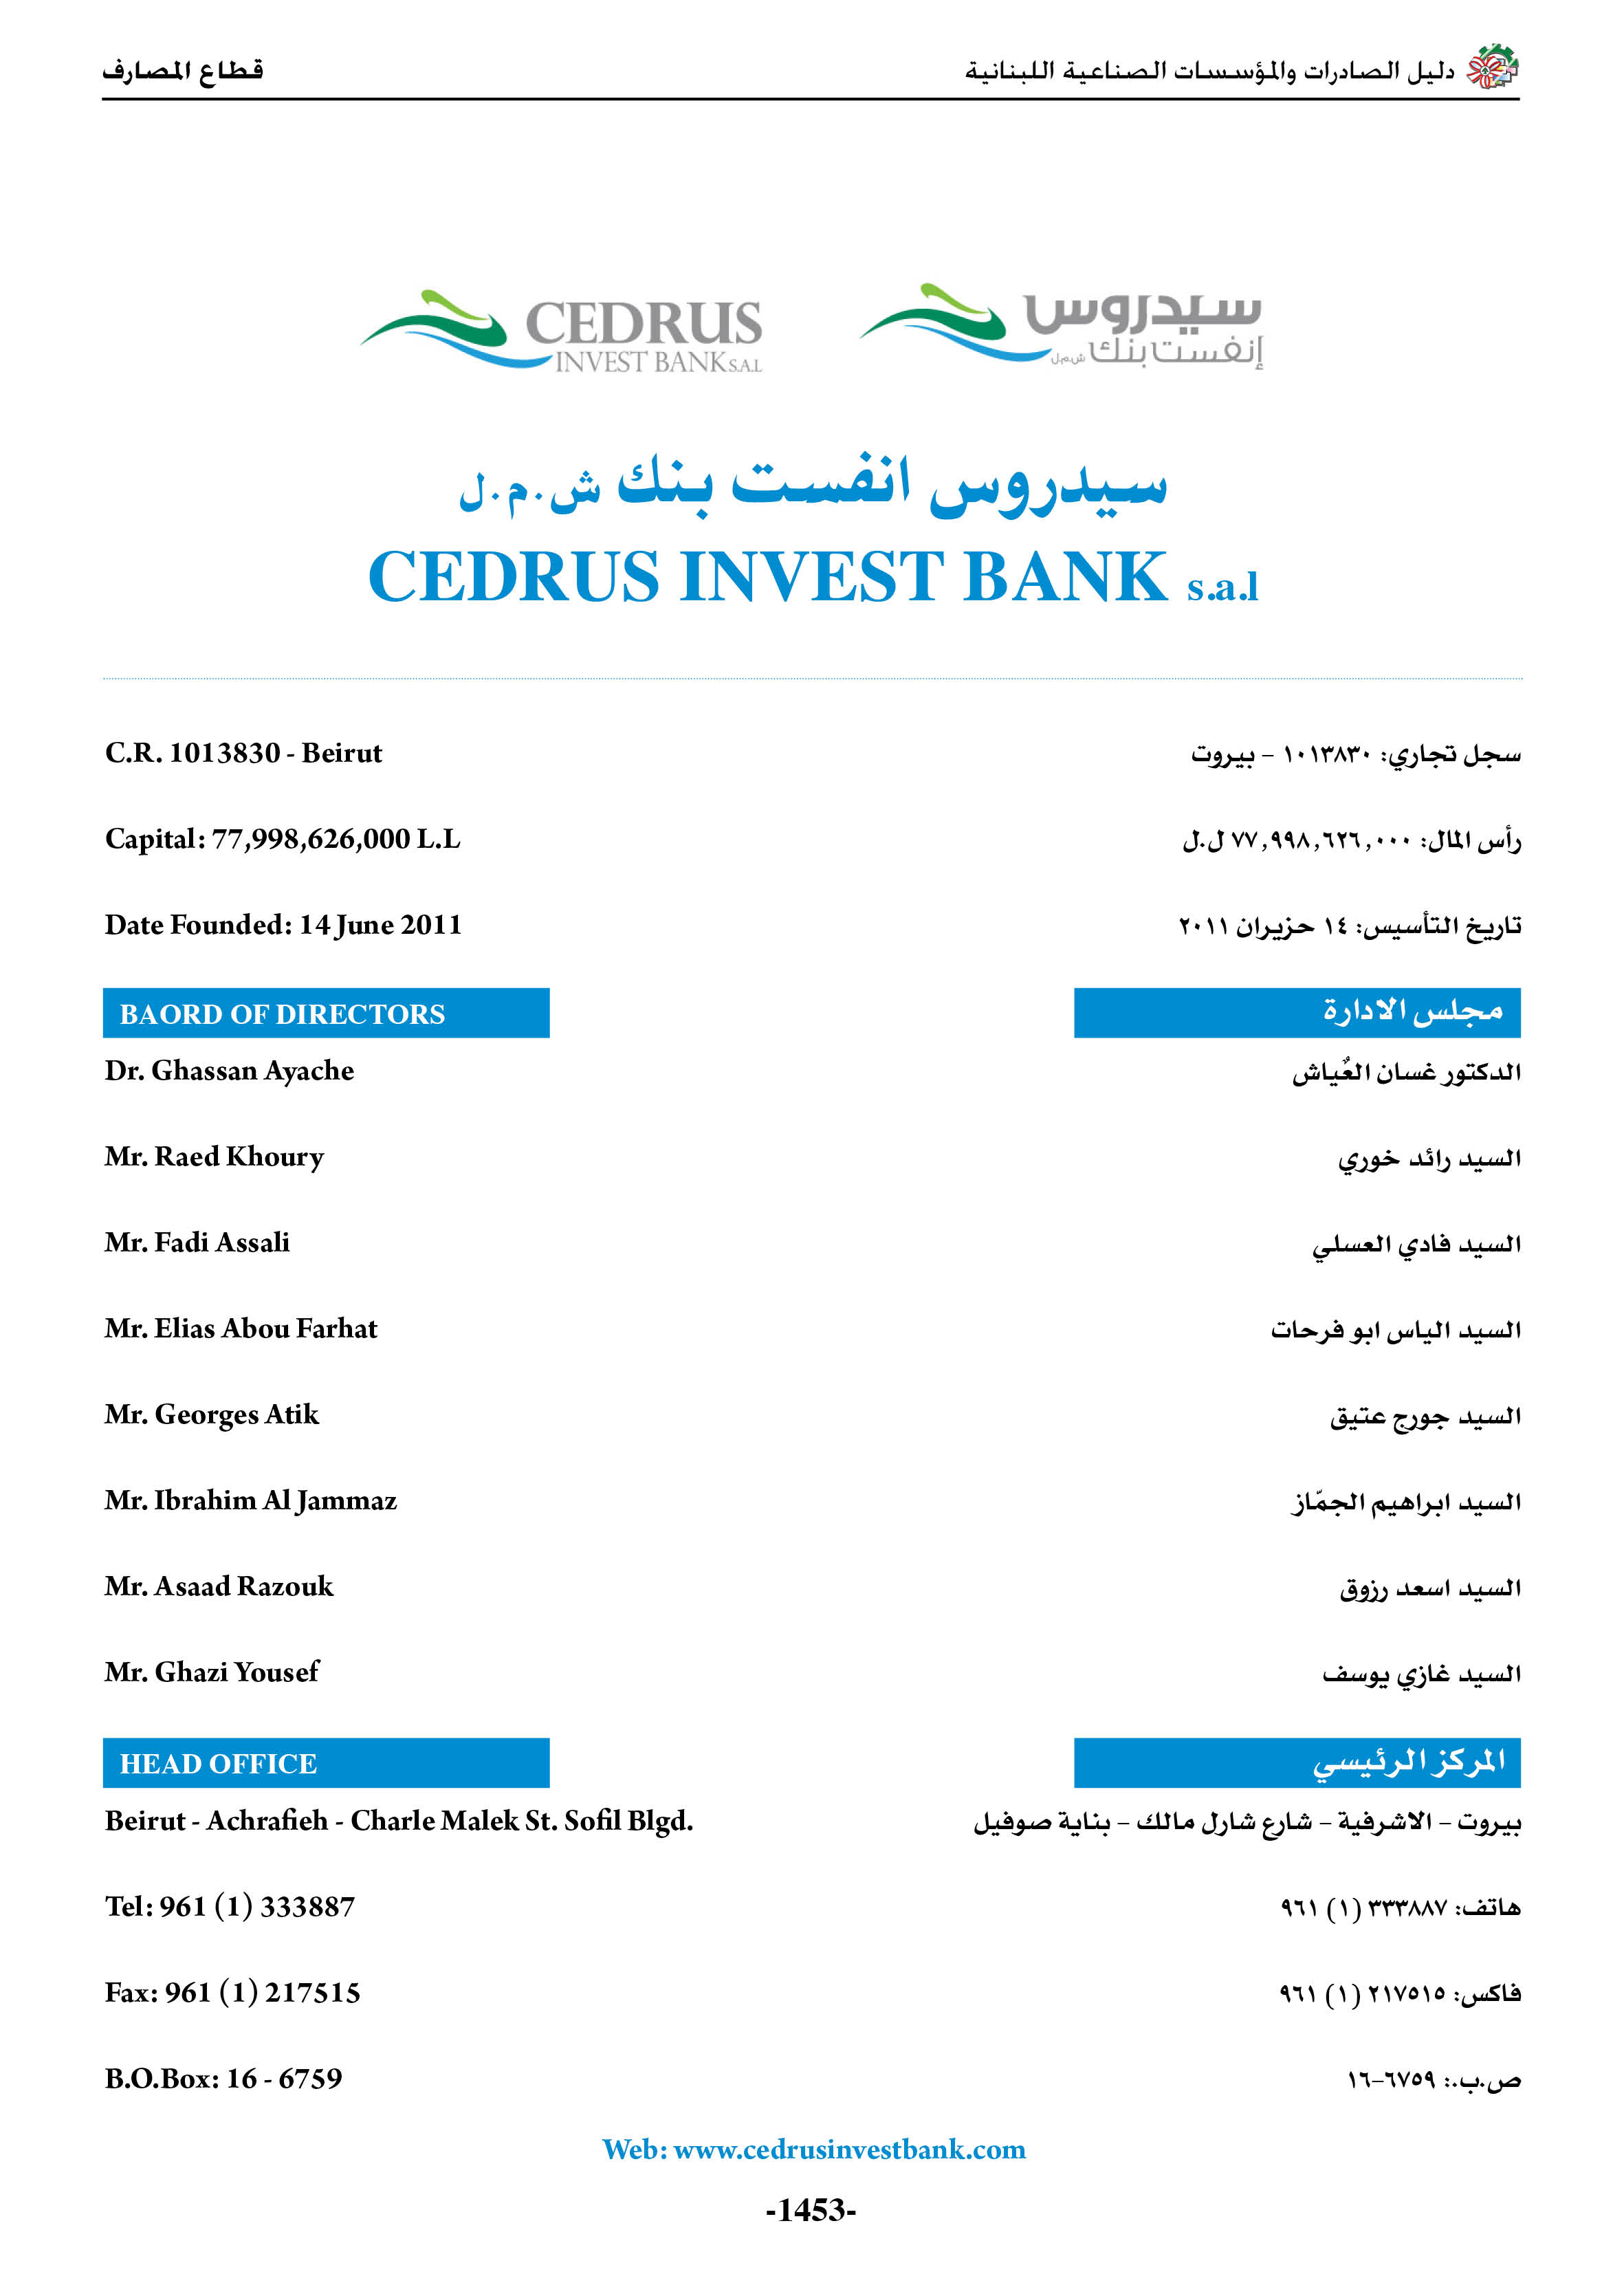 دليل الصادرات والمؤسسات الصناعية اللبنانية
قطاع المصارف
CEDRUS
INVEST BANK S.A.L
سيدروس
إنفست بنك ش.م.ل
سيدروس انفست بنك ش.م.ل
CEDRUS INVEST BANK s.a.l
C.R. 1013830 - Beirut
سجل تجاري: ١٠١٣٨٣٠ – بيروت
Capital: 77,998,626,000 L.L
رأس المال: ٧٧,٩٩٨,٦٢٦,٠٠٠ ل.ل
Date Founded: 14 June 2011
تاريخ التأسيس: ١٤ حزيران ٢٠١١
BAORD OF DIRECTORS
مجلس الادارة
Dr. Ghassan Ayache
الدكتور غسان العٌياش
Mr. Raed Khoury
السيد رائد خوري
Mr. Fadi Assali
السيد فادي العسلي
Mr. Elias Abou Farhat
السيد الياس ابو فرحات
Mr. Georges Atik
السيد جورج عتيق
Mr. Ibrahim Al Jammaz
السيد ابراهيم الجمّاز
Mr. Asaad Razouk
السيد اسعد رزوق
Mr. Ghazi Yousef
السيد غازي يوسف
HEAD OFFICE
المركز الرئيسي
Beirut - Achrafieh - Charle Malek St. Sofil Blgd.
بيروت – الاشرفية – شارع شارل مالك – بناية صوفيل
Tel: 961 (1) 333887
هاتف: ٣٣٣٨٨٧ (١) ٩٦١
Fax: 961 (1) 217515
فاكس: ٢١٧٥١٥ (١) ٩٦١
B.O.Box: 16 - 6759
ص.ب.: ٦٧٥٩–١٦
Web: www.cedrusinvestbank.com
-1453-